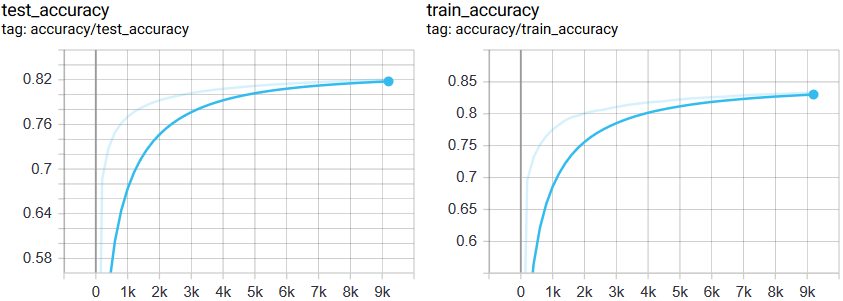 test_accuracy
tag: accuracy/test_accuracy
0.82
0.76
0.7
0.64
0.58
0 1k 2k 3k 4k 5k 6k 7k 8k 9k
train_accuracy
tag: accuracy/train_accuracy
0.85
0.8
0.75
0.7
0.65
0.6
0 1k 2k 3k 4k 5k 6k 7k 8k 9k